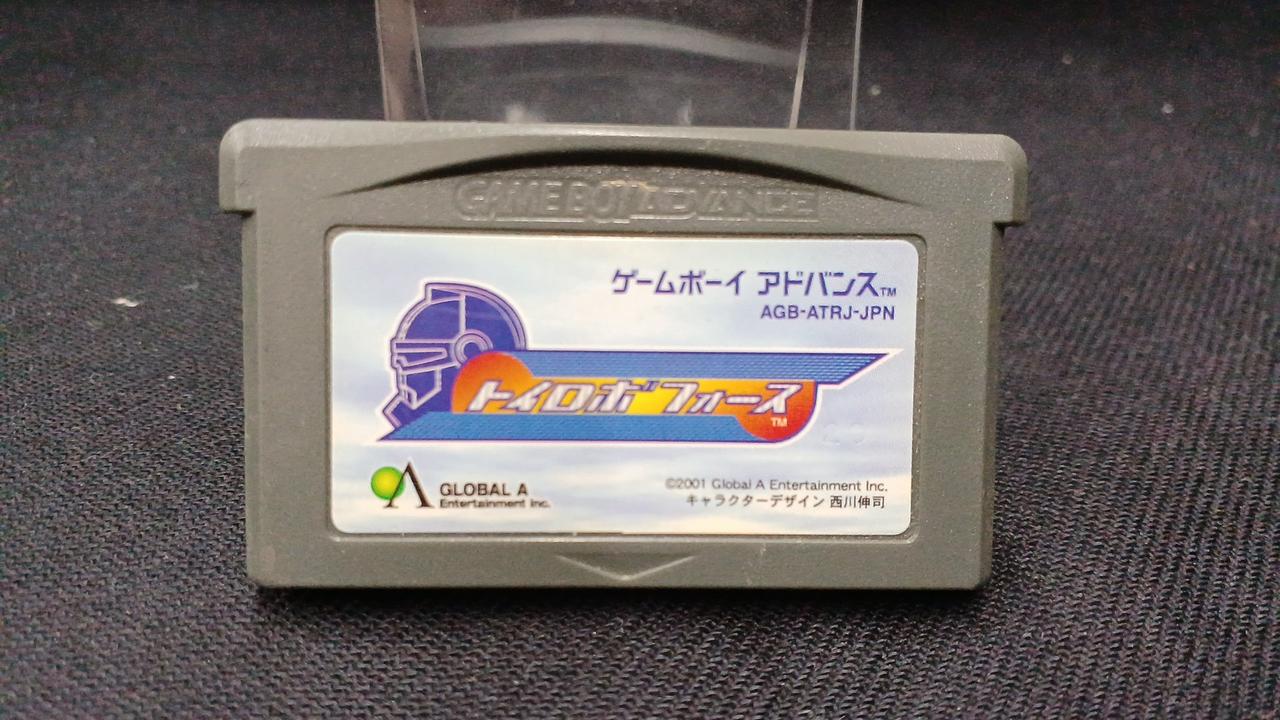 GAME BOY ADVANCE
ゲームボーイ アドバンス™
AGB-ATRJ-JPN
トイロボフォース
TM
GLOBAL A
Entertainment Inc.
©2001 Global A Entertainment Inc.
キャラクターデザイン 西川伸司